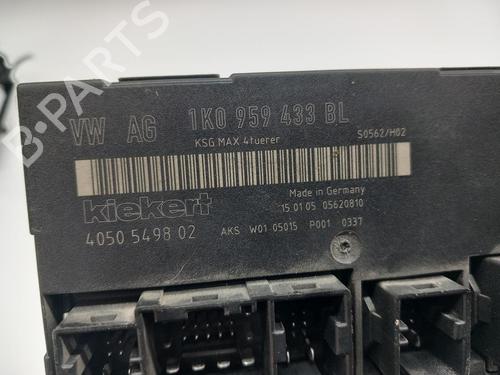 B-PARTS
VW AG 1K0 959 433 BL
KSG MAX 4tuerer S0562/H02
kiekert
Made in Germany
15.01.05 05620810
4050 5498 02 AKS W01 05015 P001 0337